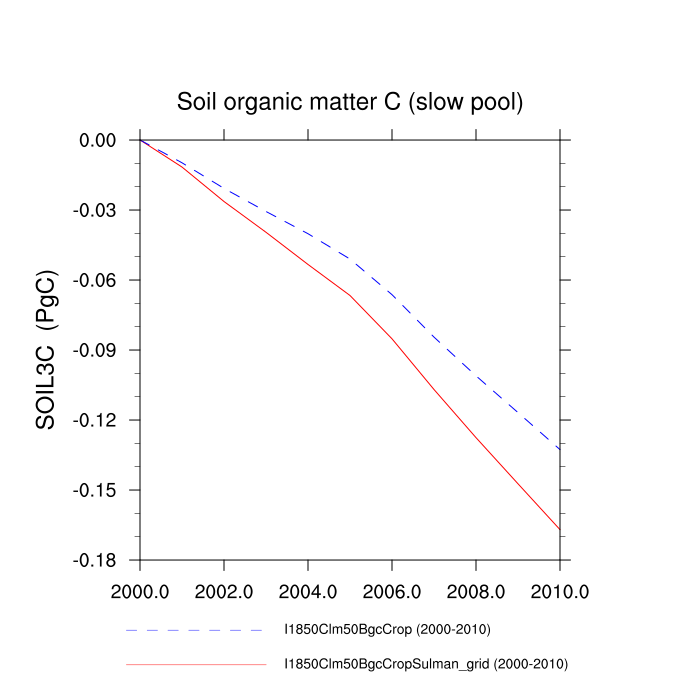 Soil organic matter C (slow pool)
SOIL3C (PgC)
0.00
-0.03
-0.06
-0.09
-0.12
-0.15
-0.18
2000.0 2002.0 2004.0 2006.0 2008.0 2010.0
I1850Clm50BgcCrop (2000-2010)
I1850Clm50BgcCropSulman_grid (2000-2010)